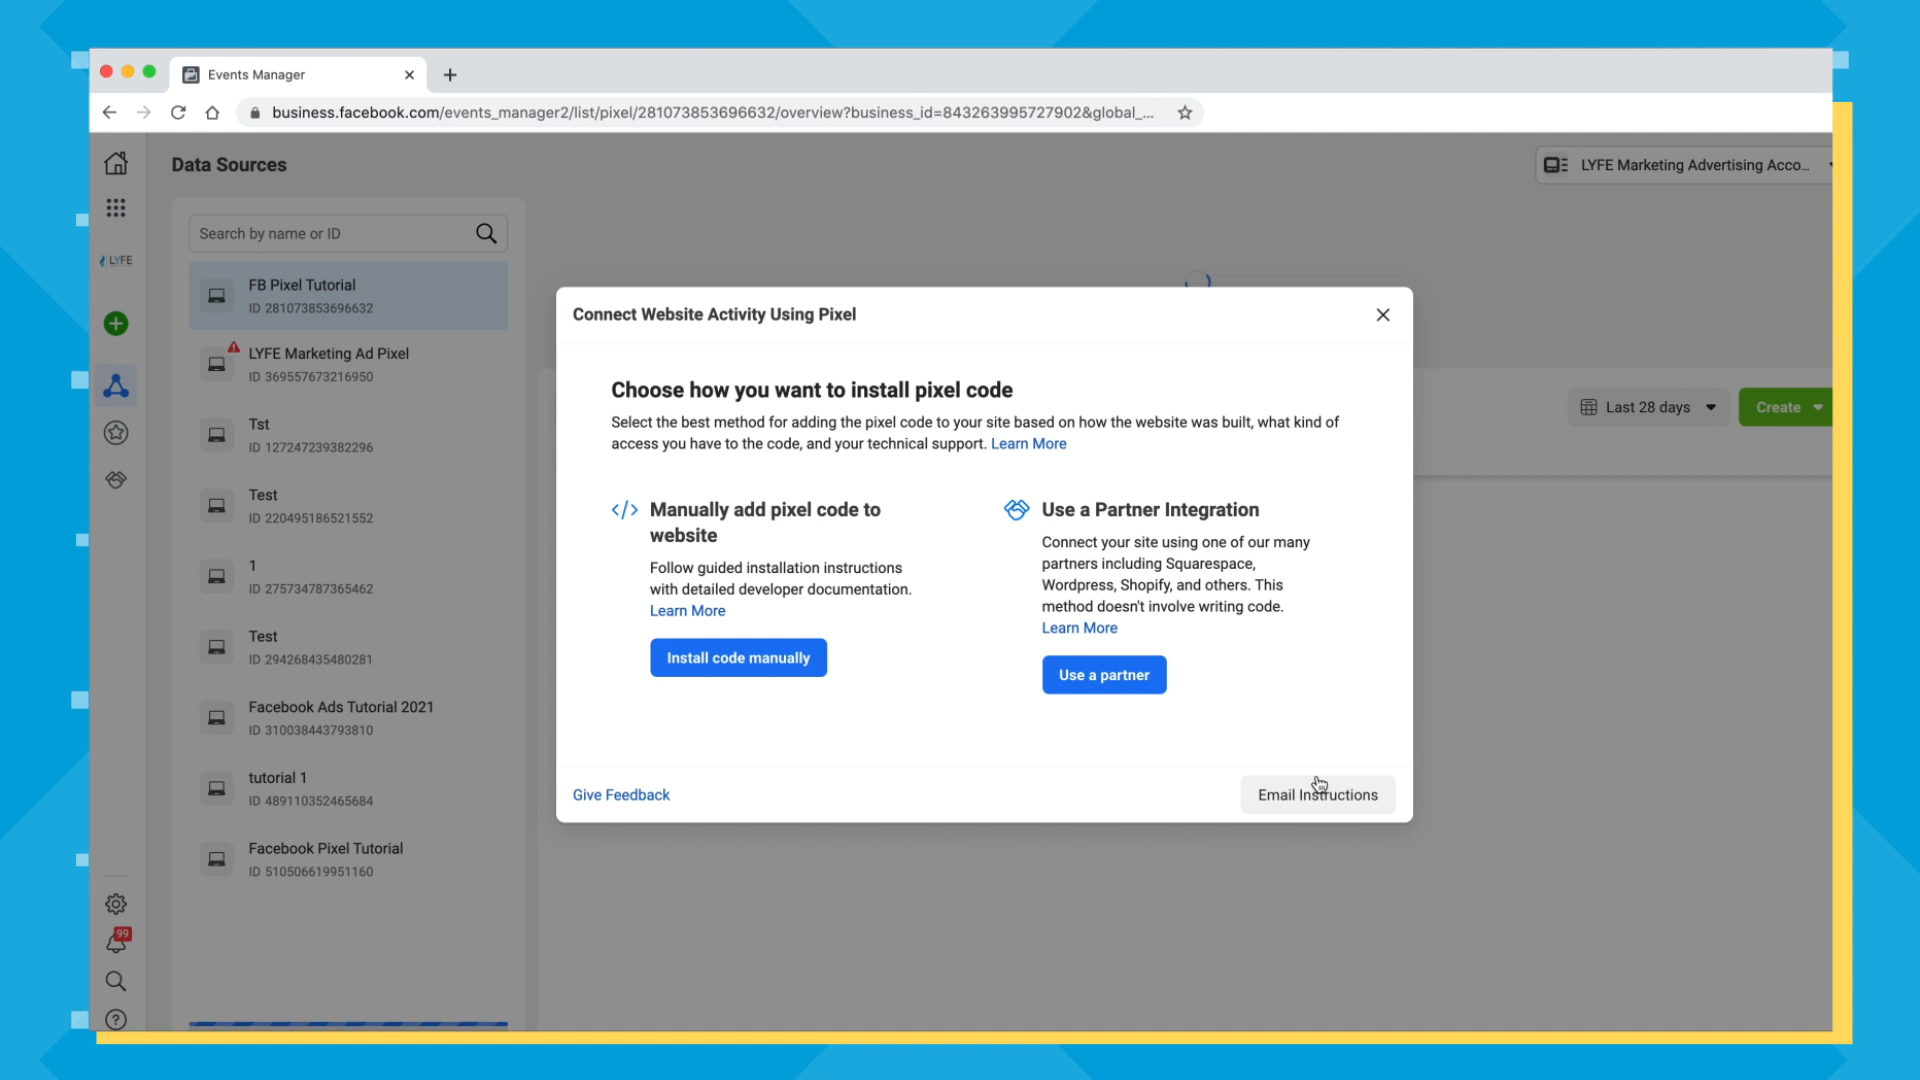 Events Manager
business.facebook.com/events_manager2/list/pixel/281073853696632/overview?business_id=843263995727902&global_...
Data Sources
LYFE Marketing Advertising Acco...
Search by name or ID
LYFE
FB Pixel Tutorial
ID 281073853696632
LYFE Marketing Ad Pixel
ID 369557673216950
Tst
ID 127247239382296
Test
ID 220495186521552
1
ID 275734787365462
Test
ID 294268435480281
Facebook Ads Tutorial 2021
ID 310038443793810
tutorial 1
ID 489110352465684
Facebook Pixel Tutorial
ID 510506619951160
99
Last 28 days
Create
Connect Website Activity Using Pixel
Choose how you want to install pixel code
Select the best method for adding the pixel code to your site based on how the website was built, what kind of
access you have to the code, and your technical support. Learn More
Manually add pixel code to
website
Follow guided installation instructions
with detailed developer documentation.
Learn More
Install code manually
Use a Partner Integration
Connect your site using one of our many
partners including Squarespace,
Wordpress, Shopify, and others. This
method doesn't involve writing code.
Learn More
Use a partner
Give Feedback
Email Instructions